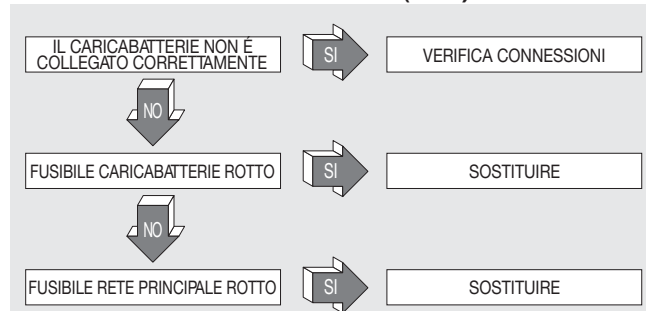 IL CARICABATTERIE NON É
COLLEGATO CORRETTAMENTE
SI
VERIFICA CONNESSIONI
NO
FUSIBILE CARICABATTERIE ROTTO
SI
SOSTITUIRE
NO
FUSIBILE RETE PRINCIPALE ROTTO
SI
SOSTITUIRE